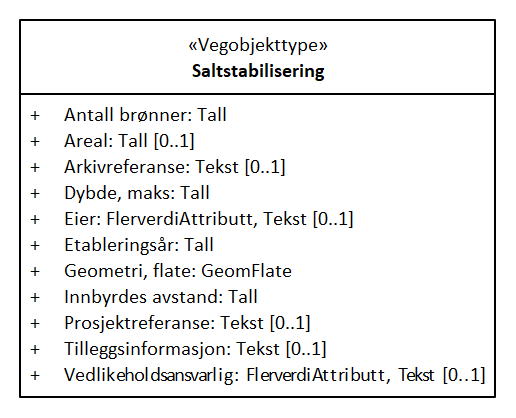 «Vegobjekttype»
Saltstabilisering
+ Antall brønner: Tall
+ Areal: Tall [0..1]
+ Arkivreferanse: Tekst [0..1]
+ Dybde, maks: Tall
+ Eier: FlerverdiAttributt, Tekst [0..1]
+ Etableringsår: Tall
+ Geometri, flate: GeomFlate
+ Innbyrdes avstand: Tall
+ Prosjektreferanse: Tekst [0..1]
+ Tilleggsinformasjon: Tekst [0..1]
+ Vedlikeholdsansvarlig: FlerverdiAttributt, Tekst [0..1]